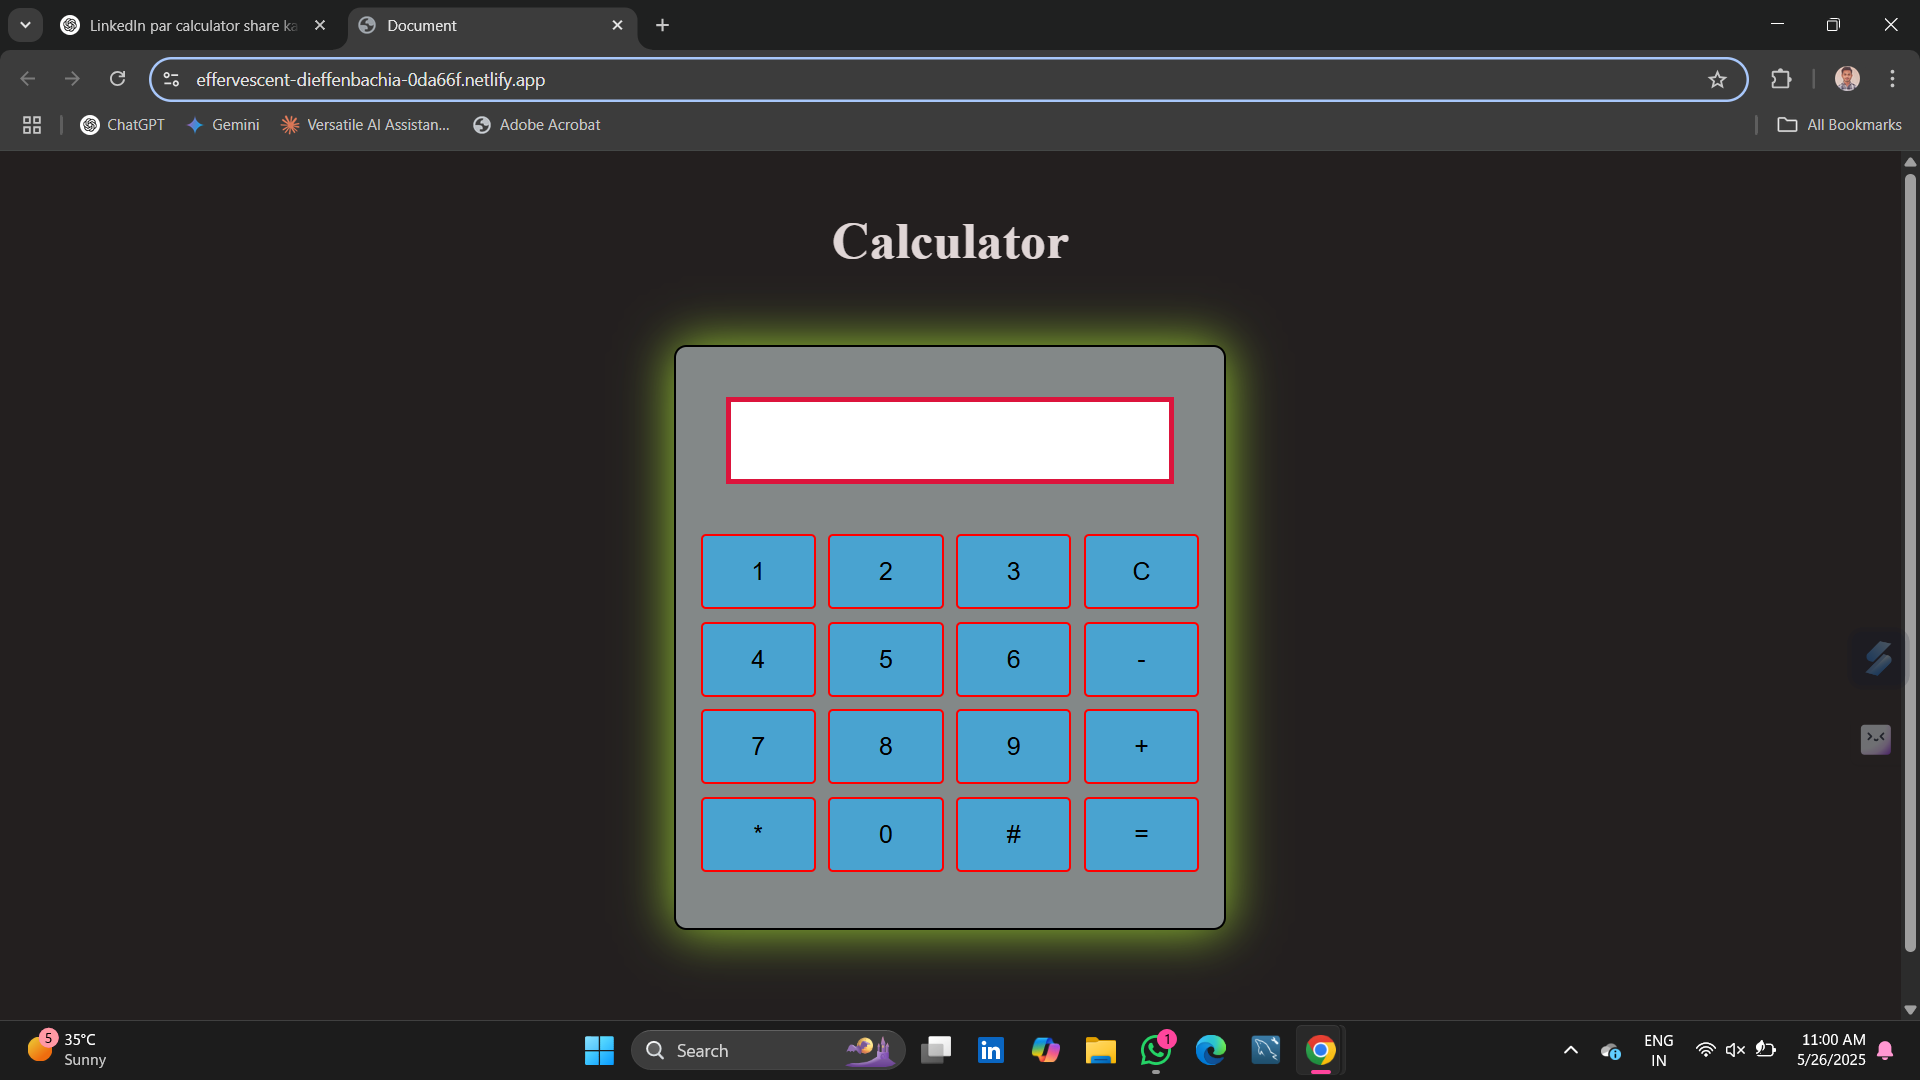 LinkedIn par calculator share ka
Document
effervescent-dieffenbachia-0da66f.netlify.app
ChatGPT
Gemini
Versatile AI Assistan...
Adobe Acrobat
All Bookmarks
Calculator
1 2 3 C
4 5 6 -
7 8 9 +
* 0 # =
5
35°C
Sunny
Search
in
1
ENG
IN
11:00 AM
5/26/2025